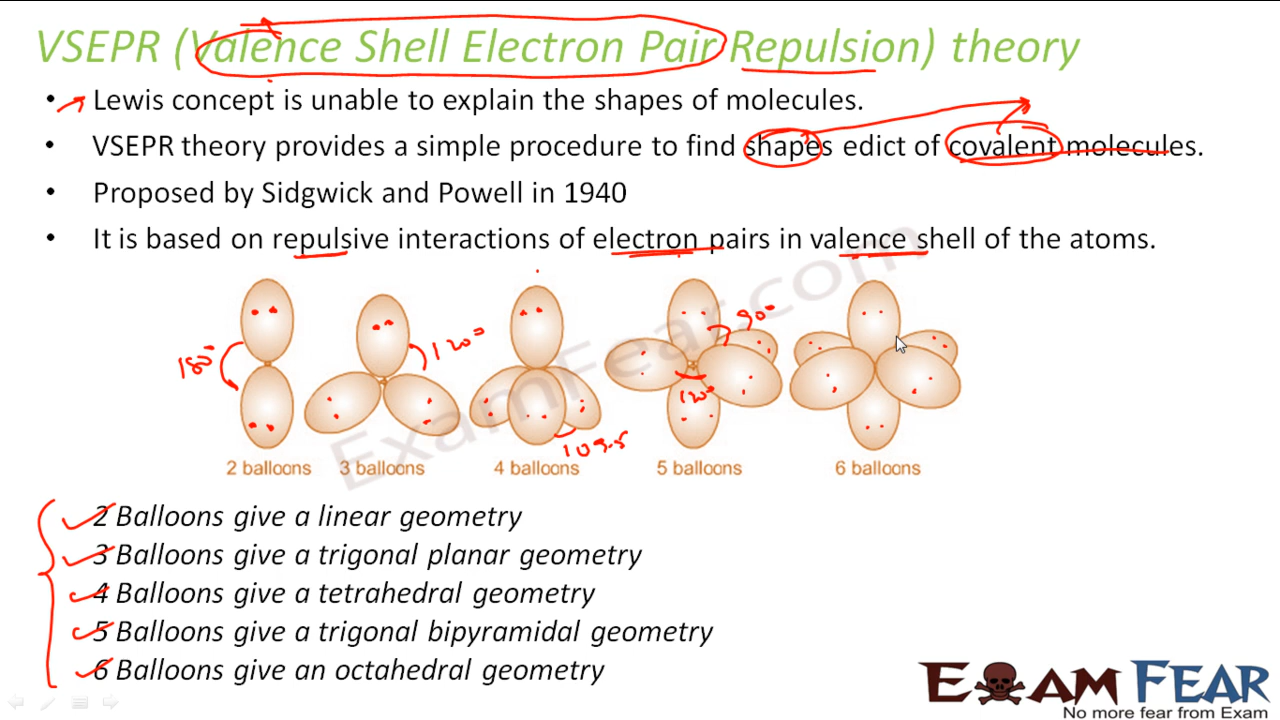 VSEPR (Valence Shell Electron Pair Repulsion) theory
• Lewis concept is unable to explain the shapes of molecules.
• VSEPR theory provides a simple procedure to find shapes edict of covalent molecules.
• Proposed by Sidgwick and Powell in 1940
• It is based on repulsive interactions of electron pairs in valence shell of the atoms.
180° 120° 109.5 90° 120
ExamFear.com
2 balloons 3 balloons 4 balloons 5 balloons 6 balloons
2 Balloons give a linear geometry
3 Balloons give a trigonal planar geometry
4 Balloons give a tetrahedral geometry
5 Balloons give a trigonal bipyramidal geometry
6 Balloons give an octahedral geometry
EXAM FEAR
No more fear from Exam